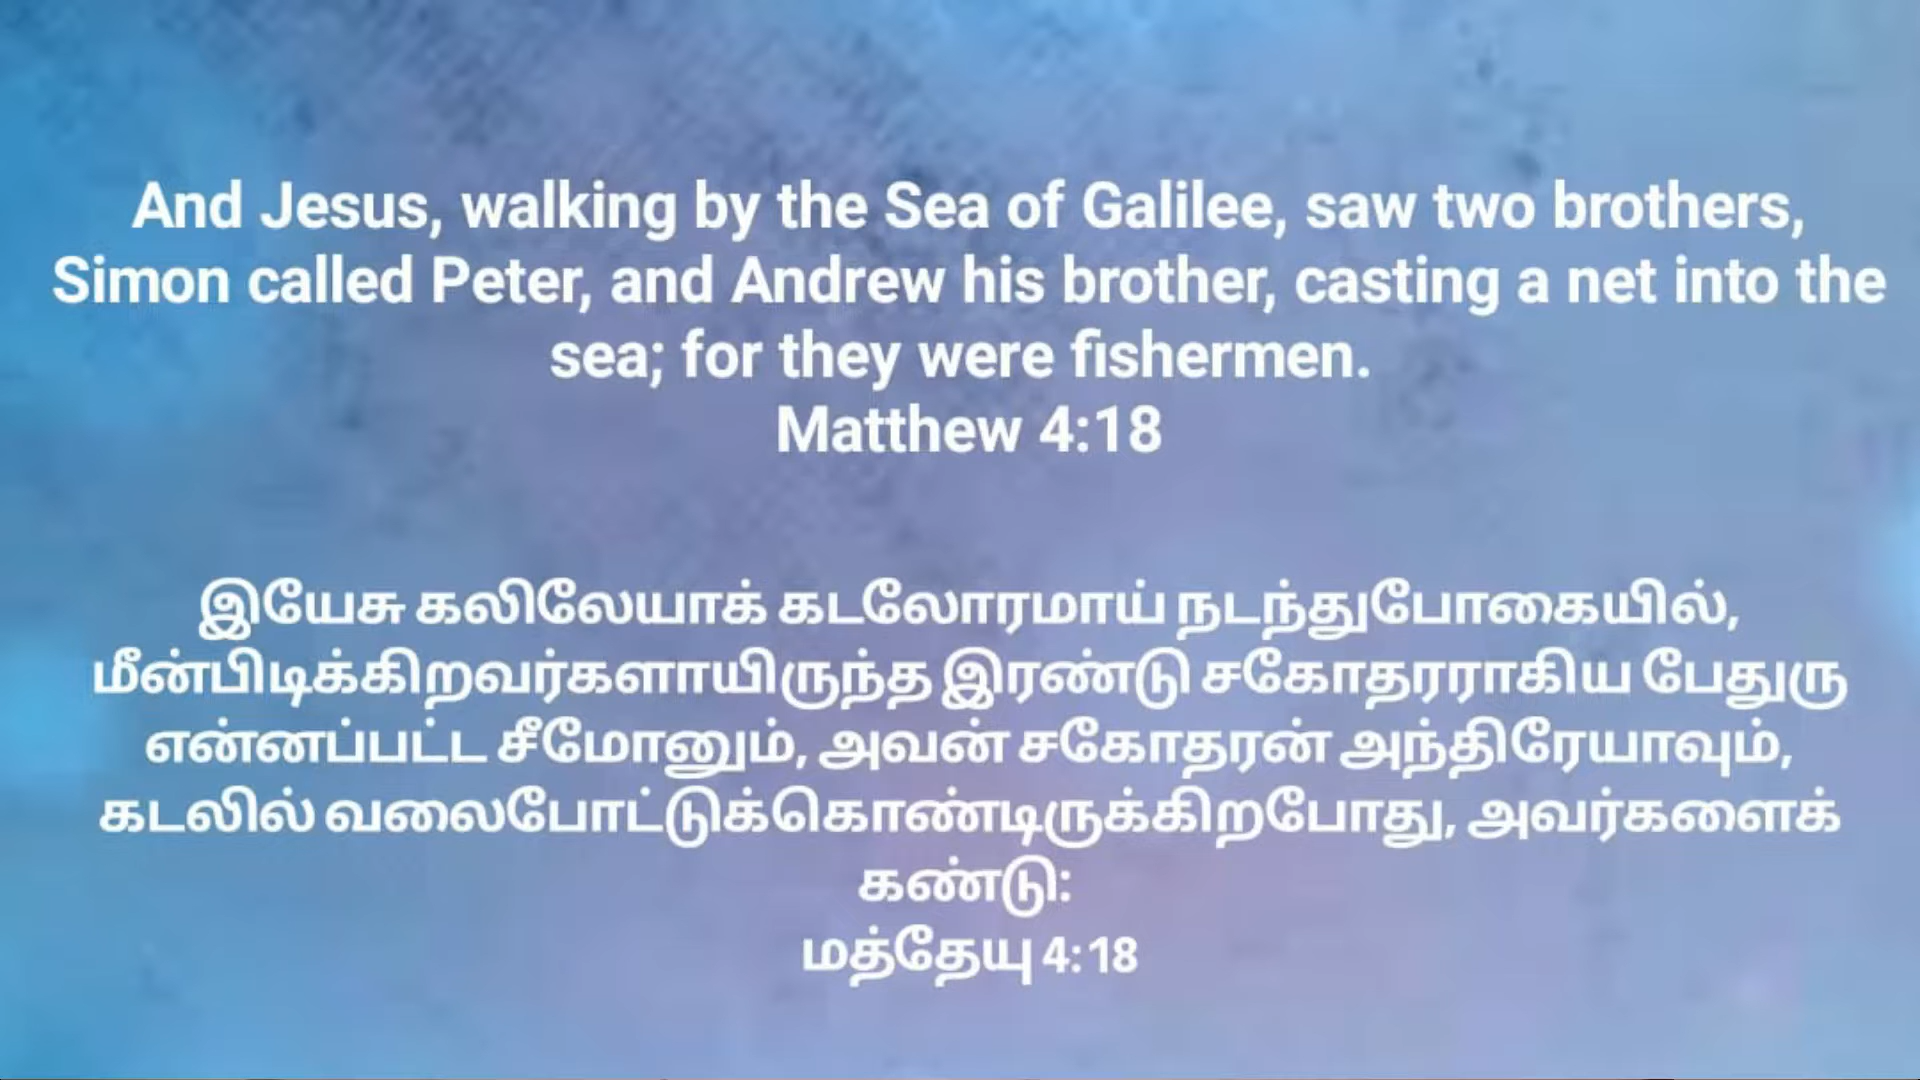 And Jesus, walking by the Sea of Galilee, saw two brothers,
Simon called Peter, and Andrew his brother, casting a net into the
sea; for they were fishermen.
Matthew 4:18
இயேசு கலிலேயாக் கடலோரமாய் நடந்துபோகையில்,
மீன்பிடிக்கிறவர்களாயிருந்த இரண்டு சகோதரராகிய பேதுரு
என்னப்பட்ட சீமோனும், அவன் சகோதரன் அந்திரேயாவும்,
கடலில் வலைபோட்டுக்கொண்டிருக்கிறபோது, அவர்களைக்
கண்டு:
மத்தேயு 4:18